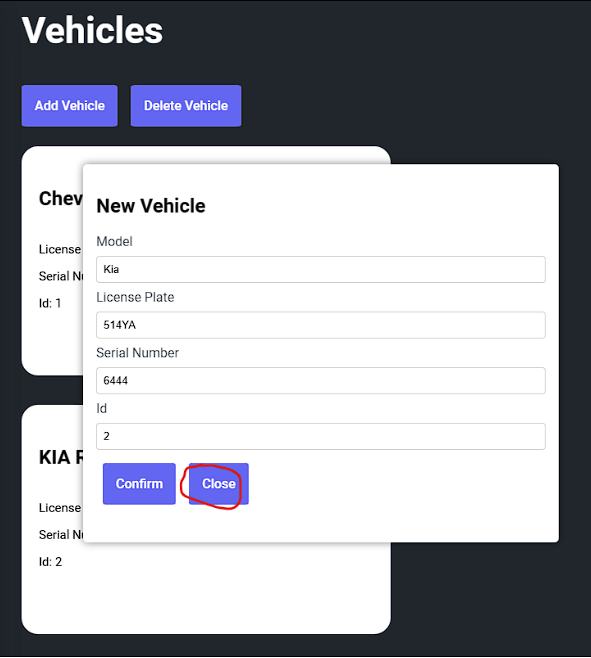 Vehicles
Add Vehicle Delete Vehicle
Chev
License
Serial Nu
Id: 1
KIA R
License
Serial Nu
Id: 2
New Vehicle
Model
Kia
License Plate
514YA
Serial Number
6444
Id
2
Confirm Close